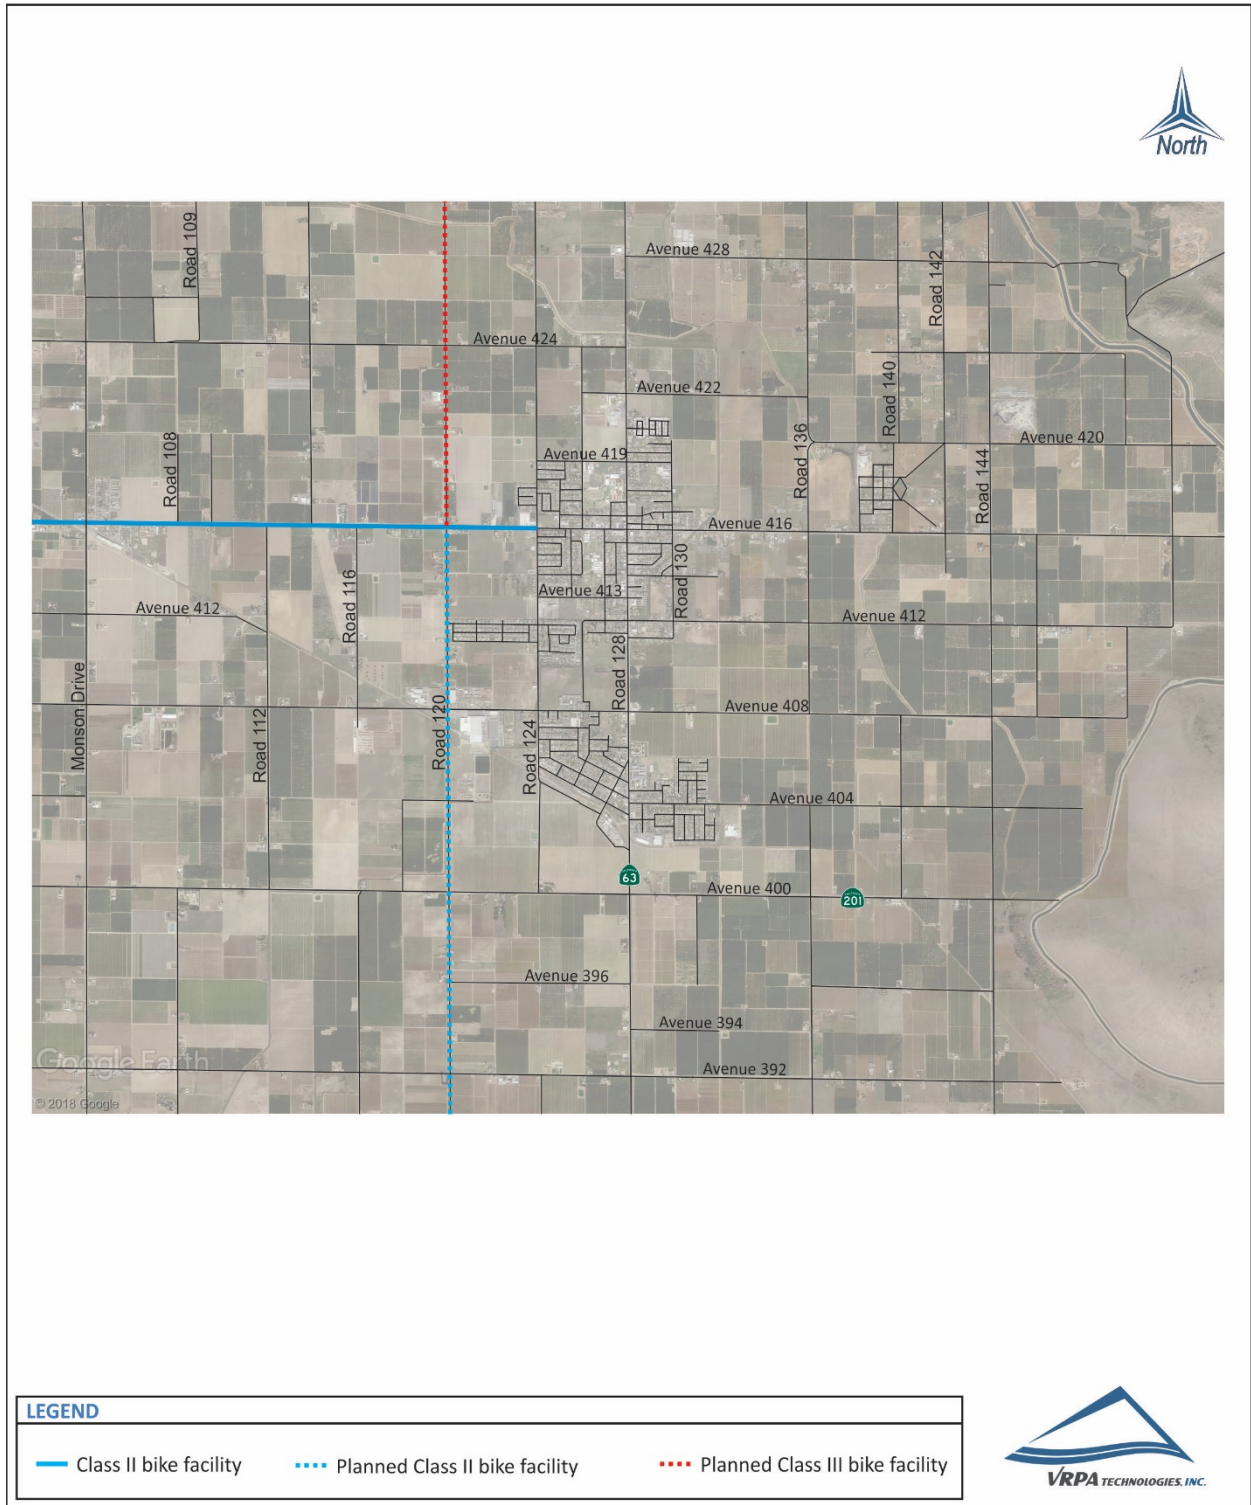 North
Road 109
Avenue 428
Road 142
Avenue 424
Avenue 422
Road 140
Road 136
Avenue 420
Road 108
Avenue 419
Road 144
Avenue 416
Road 116
Avenue 413
Road 130
Avenue 412
Avenue 412
Road 128
Monson Drive
Road 112
Road 120
Road 124
Avenue 408
Avenue 404
63
Avenue 400
201
Avenue 396
Avenue 394
Google Earth
Avenue 392
© 2018 Google
LEGEND
Class II bike facility
Planned Class II bike facility
Planned Class III bike facility
VRPA TECHNOLOGIES, INC.